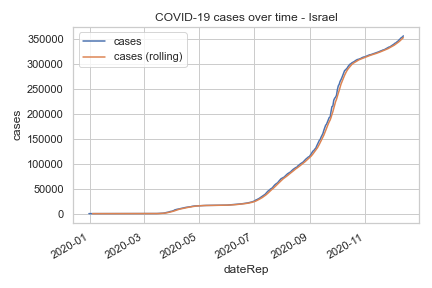 COVID-19 cases over time - Israel
cases
cases (rolling)
350000
300000
250000
200000
150000
100000
50000
0
cases
2020-01
2020-03
2020-05
2020-07
2020-09
2020-11
dateRep